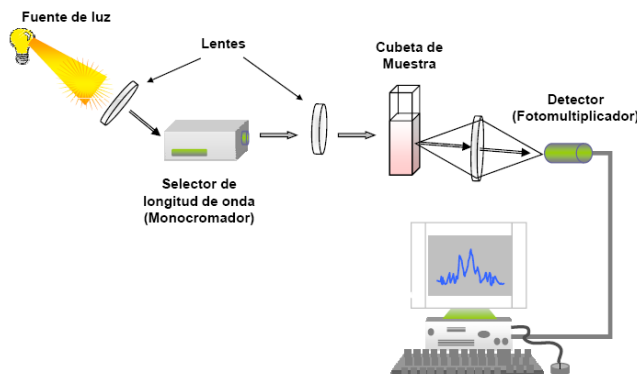 Fuente de luz
Lentes
Cubeta de
Muestra
Detector
(Fotomultiplicador)
Selector de
longitud de onda
(Monocromador)